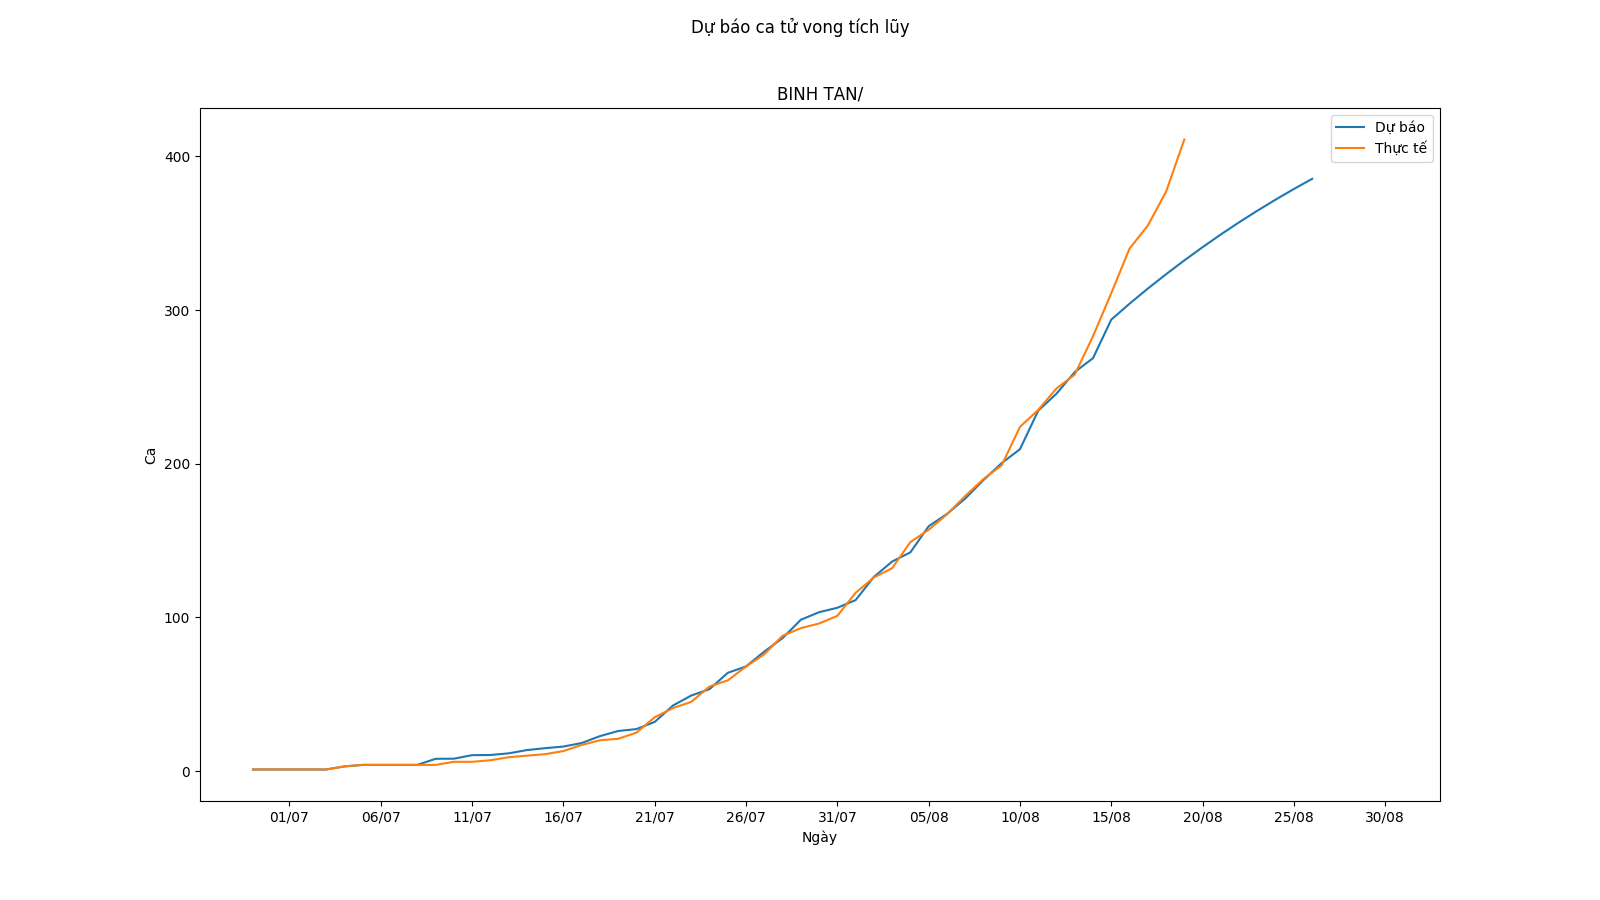 Dự báo ca tử vong tích lũy
BINH TAN/
Dự báo
Thực tế
400
300
200
100
0
Ca
01/07 06/07 11/07 16/07 21/07 26/07 31/07 05/08 10/08 15/08 20/08 25/08 30/08
Ngày